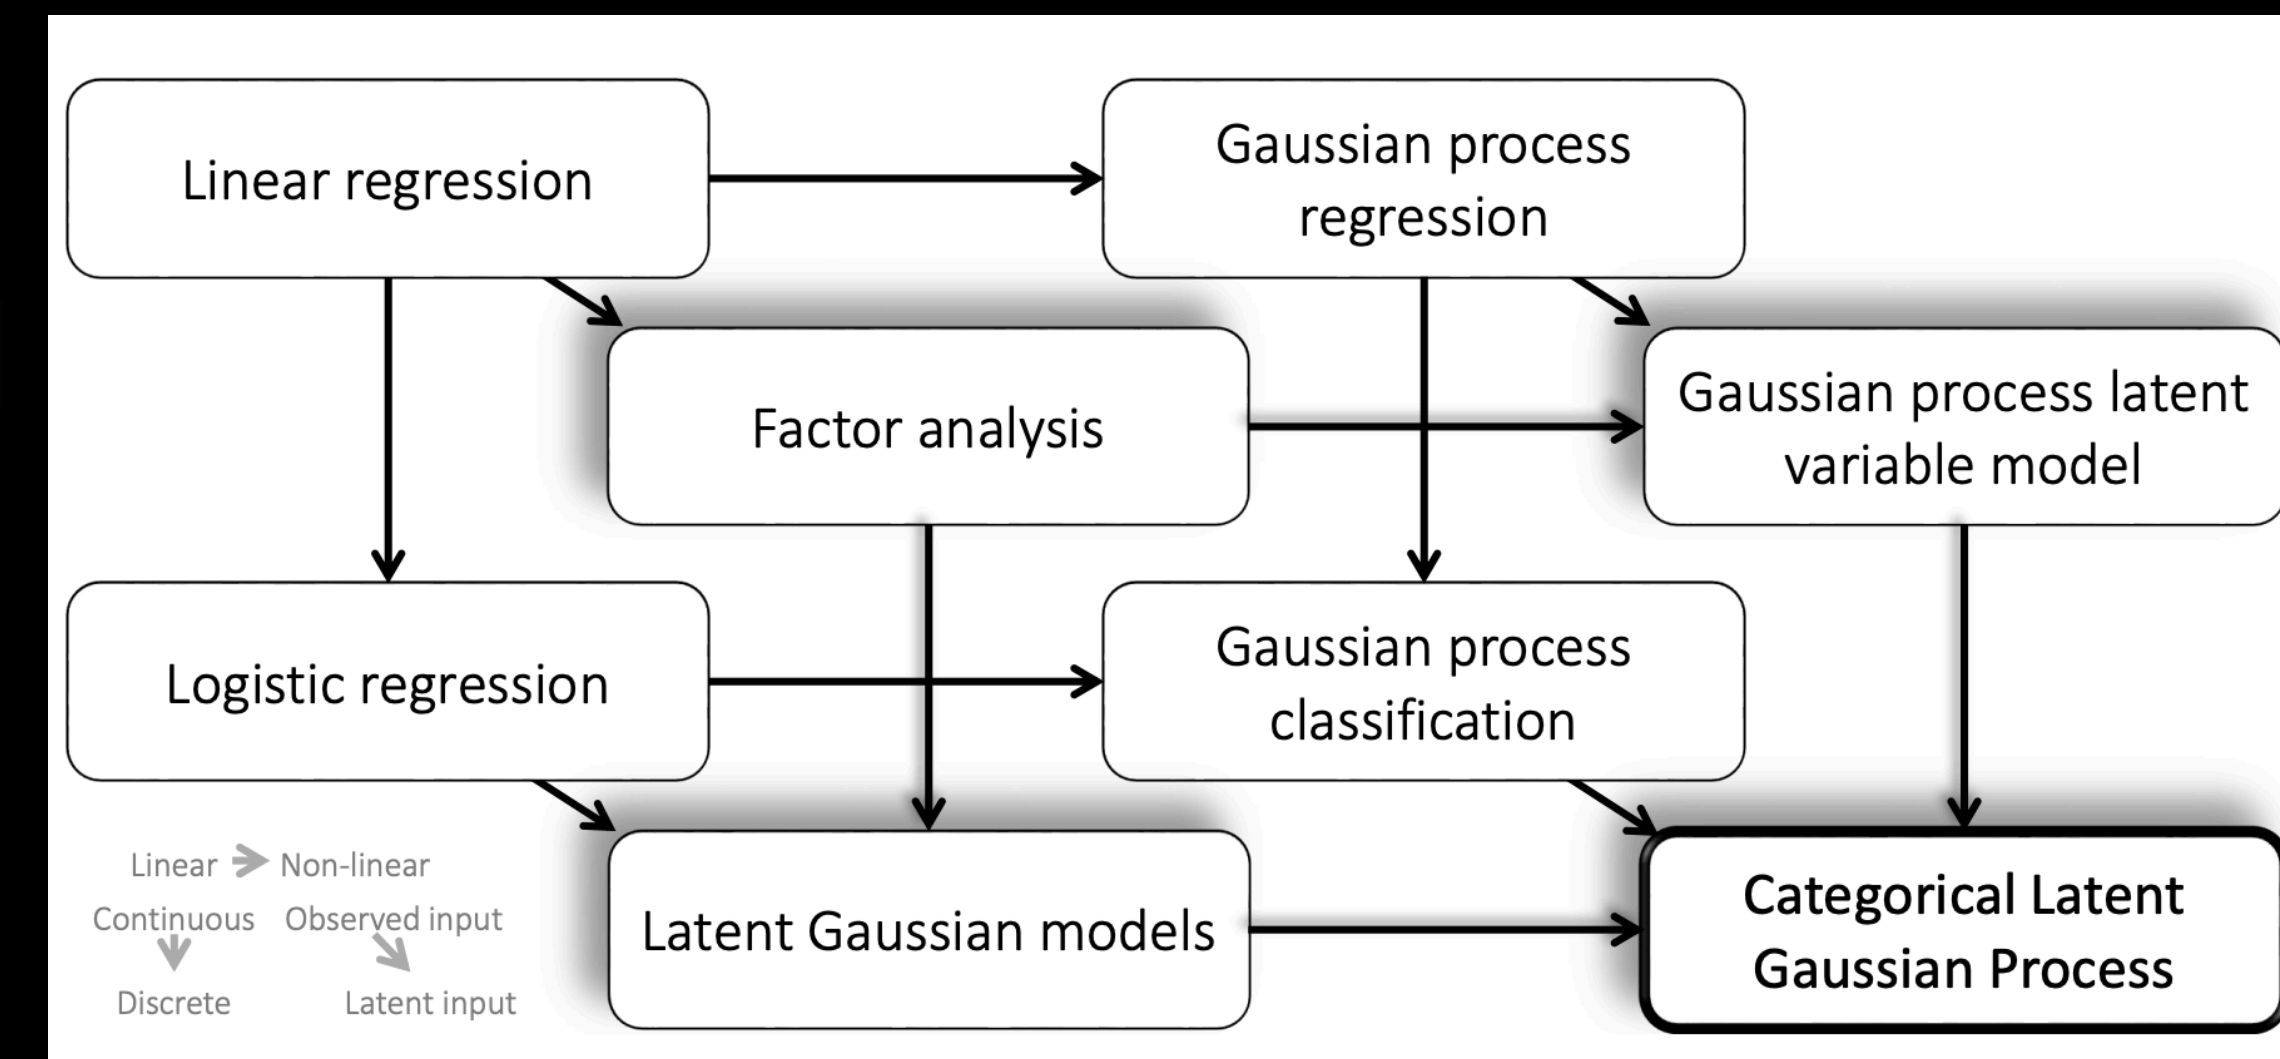 Linear regression
Gaussian process
regression
Factor analysis
Gaussian process latent
variable model
Logistic regression
Gaussian process
classification
Latent Gaussian models
Categorical Latent
Gaussian Process
Linear Non-linear
Continuous Observed input
Discrete Latent input